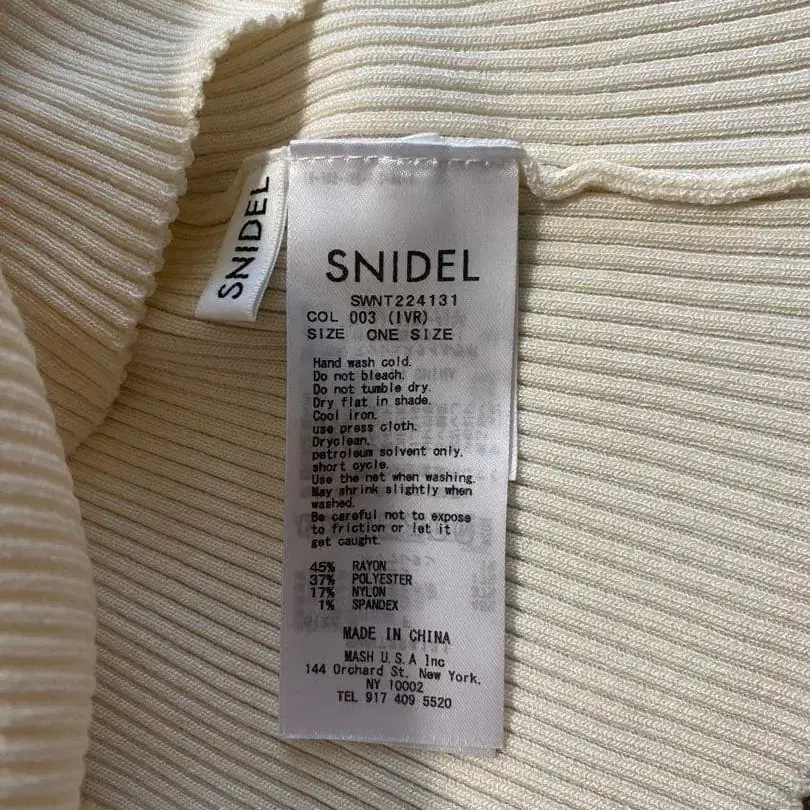 SNIDEL
SNIDEL
SWNT224131
COL 003 (IVR)
SIZE ONE SIZE
Hand wash cold.
Do not bleach.
Do not tumble dry.
Dry flat in shade.
Cool iron.
use press cloth.
Dryclean.
petroleum solvent only.
short cycle.
Use the net when washing.
May shrink slightly when
washed.
Be careful not to expose
to friction or let it
get caught.
45% RAYON
37% POLYESTER
17% NYLON
1% SPANDEX
MADE IN CHINA
MASH U.S.A Inc
144 Orchard St, New York,
NY 10002
TEL 917 409 5520